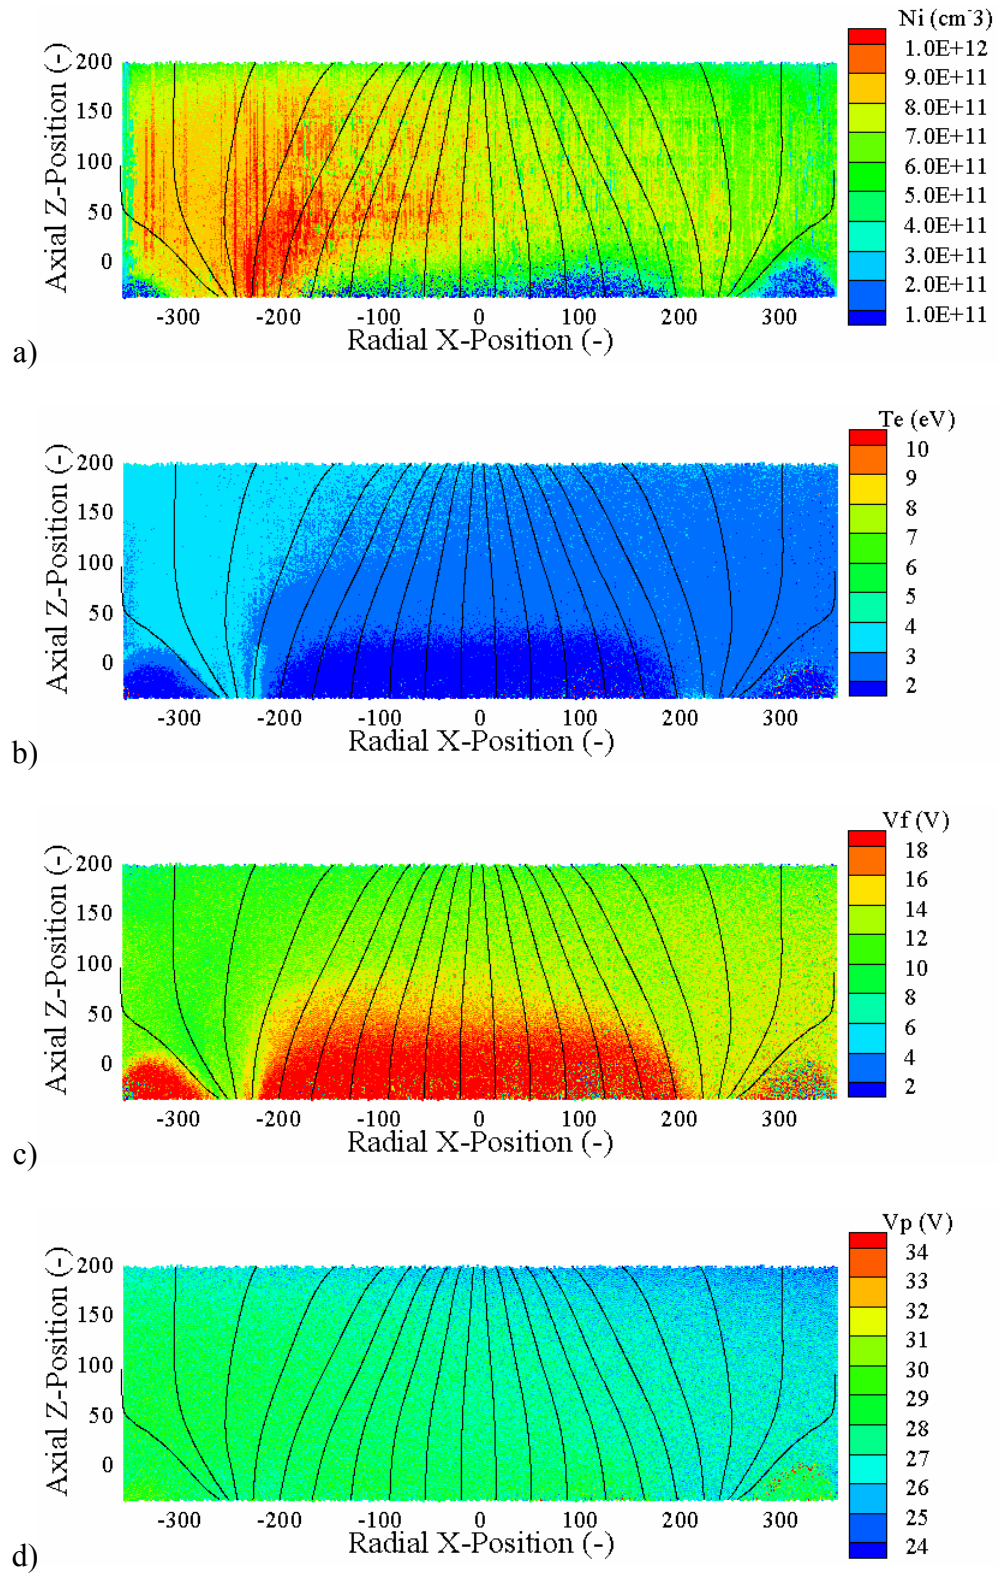 Ni (cm-3)
1.0E+12
9.0E+11
8.0E+11
7.0E+11
6.0E+11
5.0E+11
4.0E+11
3.0E+11
2.0E+11
1.0E+11
Axial Z-Position (-)
200
150
100
50
0
-300 -200 -100 0 100 200 300
Radial X-Position (-)
a)
Te (eV)
10
9
8
7
6
5
4
3
2
Axial Z-Position (-)
200
150
100
50
0
-300 -200 -100 0 100 200 300
Radial X-Position (-)
b)
Vf (V)
18
16
14
12
10
8
6
4
2
Axial Z-Position (-)
200
150
100
50
0
-300 -200 -100 0 100 200 300
Radial X-Position (-)
c)
Vp (V)
34
33
32
31
30
29
28
27
26
25
24
Axial Z-Position (-)
200
150
100
50
0
-300 -200 -100 0 100 200 300
Radial X-Position (-)
d)